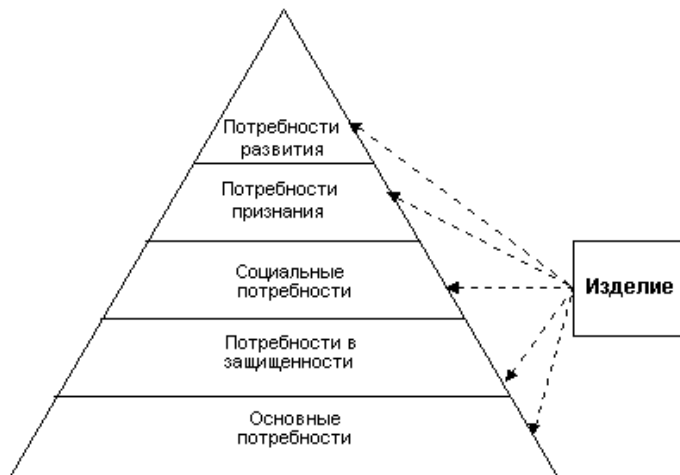 Потребности
развития
Потребности
признания
Социальные
потребности
Изделие
Потребности в
защищенности
Основные
потребности